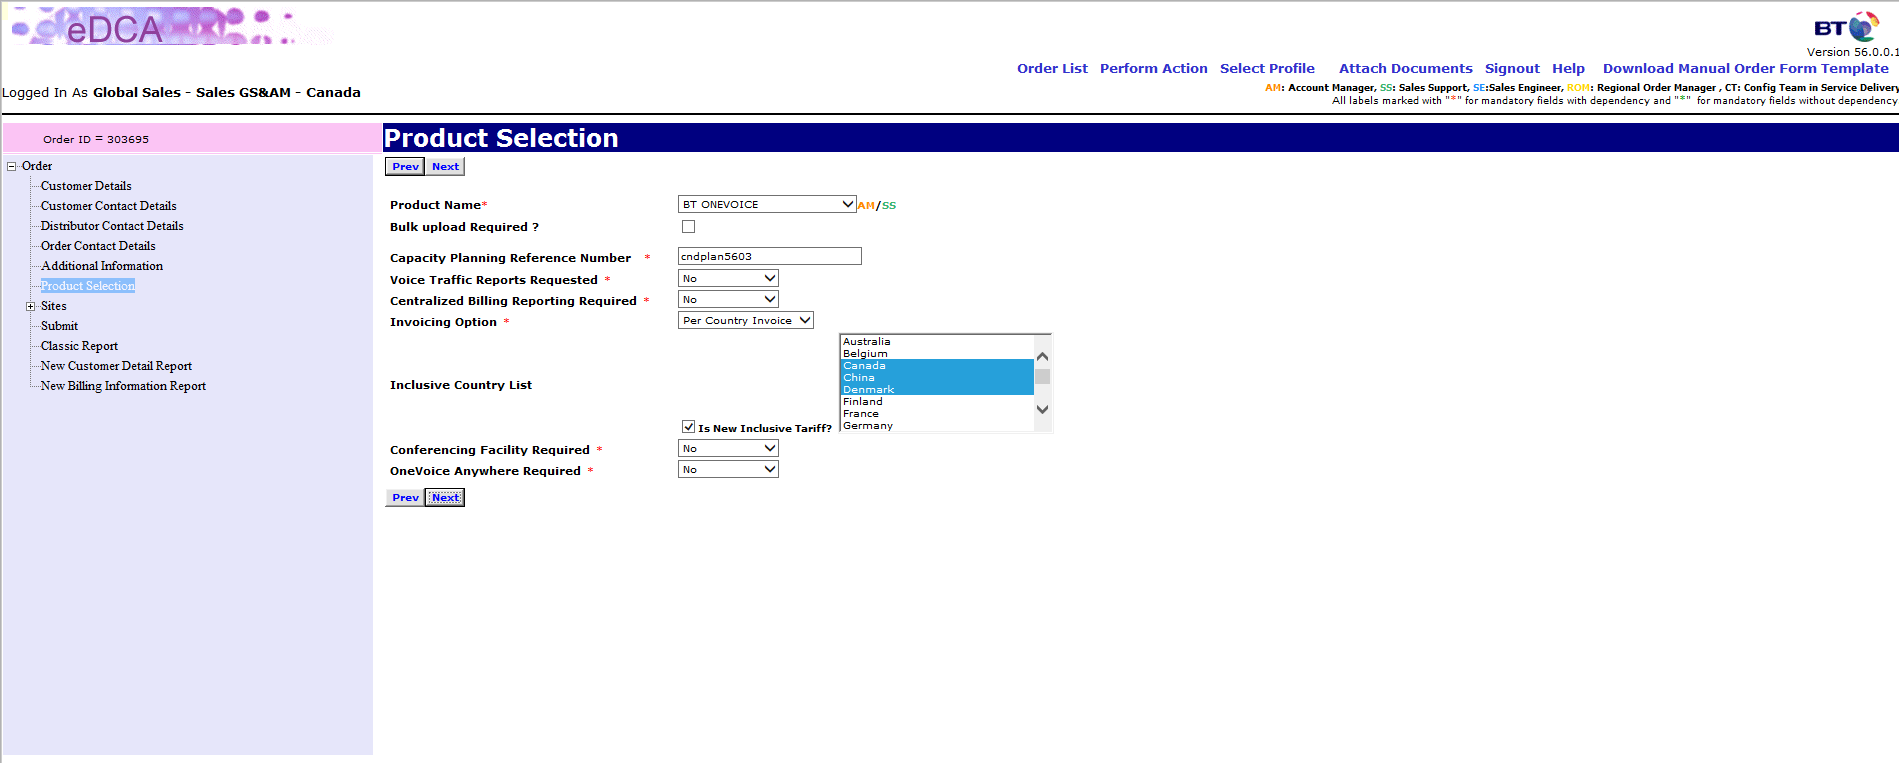 eDCA
BT
Version 56.0.0.1
Order List Perform Action Select Profile Attach Documents Signout Help Download Manual Order Form Template
Logged In As Global Sales - Sales GS&AM - Canada
AM: Account Manager, SS: Sales Support, SE:Sales Engineer, ROM: Regional Order Manager , CT: Config Team in Service Delivery
All labels marked with "*" for mandatory fields with dependency and "*" for mandatory fields without dependency
Order ID = 303695
Product Selection
Order
Customer Details
Customer Contact Details
Distributor Contact Details
Order Contact Details
Additional Information
Product Selection
Sites
Submit
Classic Report
New Customer Detail Report
New Billing Information Report
Prev Next
Product Name* BT ONEVOICE AM/SS
Bulk upload Required ?
Capacity Planning Reference Number * cndplan5603
Voice Traffic Reports Requested * No
Centralized Billing Reporting Required * No
Invoicing Option * Per Country Invoice
Inclusive Country List
Australia
Belgium
Canada
China
Denmark
Finland
France
Germany
Is New Inclusive Tariff?
Conferencing Facility Required * No
OneVoice Anywhere Required * No
Prev Next